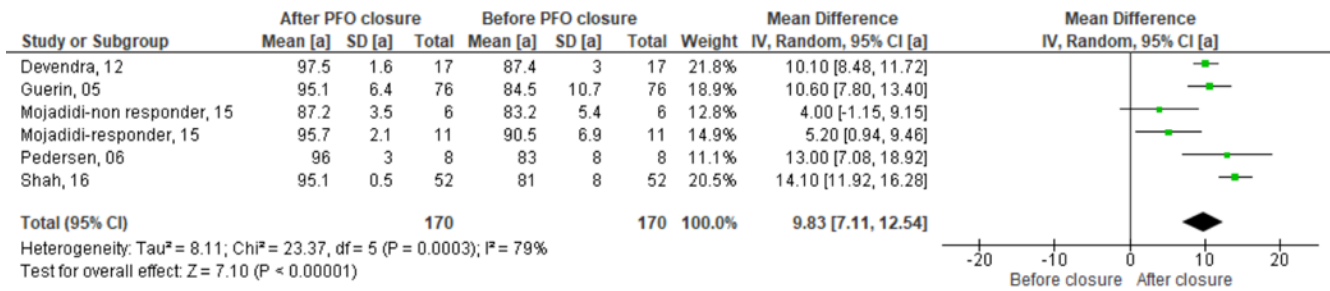 After PFO closure Before PFO closure Mean Difference Mean Difference
Study or Subgroup Mean [a] SD [a] Total Mean [a] SD [a] Total Weight IV, Random, 95% CI [a] IV, Random, 95% CI [a]
Devendra, 12 97.5 1.6 17 87.4 3 17 21.8% 10.10 [8.48, 11.72]
Guerin, 05 95.1 6.4 76 84.5 10.7 76 18.9% 10.60 [7.80, 13.40]
Mojadidi-non responder, 15 87.2 3.5 6 83.2 5.4 6 12.8% 4.00 [-1.15, 9.15]
Mojadidi-responder, 15 95.7 2.1 11 90.5 6.9 11 14.9% 5.20 [0.94, 9.46]
Pedersen, 06 96 3 8 83 8 8 11.1% 13.00 [7.08, 18.92]
Shah, 16 95.1 0.5 52 81 8 52 20.5% 14.10 [11.92, 16.28]
Total (95% CI) 170 170 100.0% 9.83 [7.11, 12.54]
Heterogeneity: Tau² = 8.11; Chi² = 23.37, df = 5 (P = 0.0003); I² = 79%
Test for overall effect: Z = 7.10 (P < 0.00001)
-20 -10 0 10 20
Before closure After closure